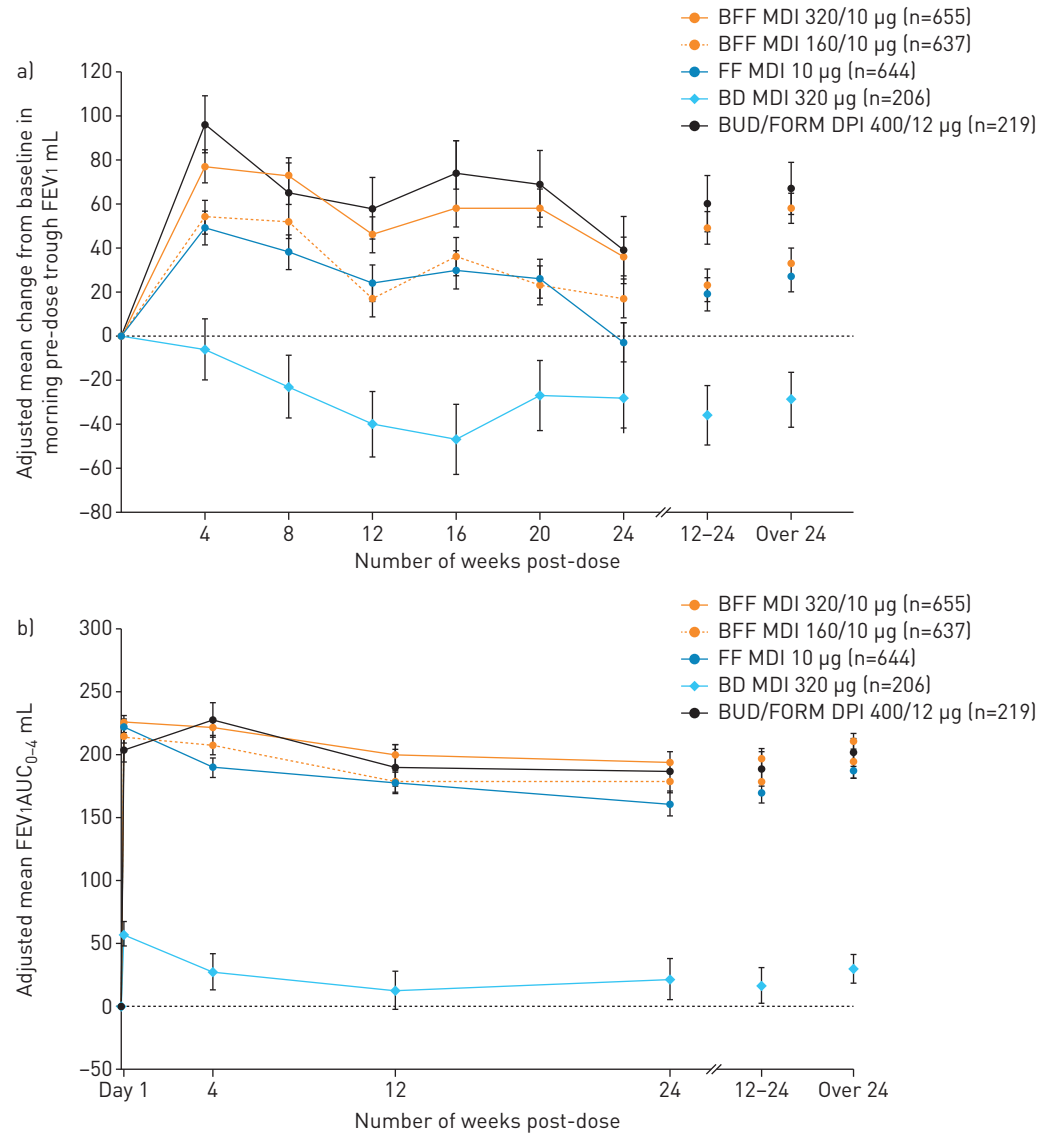 BFF MDI 320/10 µg (n=655)
BFF MDI 160/10 µg (n=637)
FF MDI 10 µg (n=644)
BD MDI 320 µg (n=206)
BUD/FORM DPI 400/12 µg (n=219)
a)
120
100
80
60
40
20
0
–20
–40
–60
–80
Adjusted mean change from baseline in
morning pre-dose trough FEV1 mL
4 8 12 16 20 24 12–24 Over 24
Number of weeks post-dose
BFF MDI 320/10 µg (n=655)
BFF MDI 160/10 µg (n=637)
FF MDI 10 µg (n=644)
BD MDI 320 µg (n=206)
BUD/FORM DPI 400/12 µg (n=219)
b)
300
250
200
150
100
50
0
–50
Adjusted mean FEV1AUC0–4 mL
Day 1 4 12 24 12–24 Over 24
Number of weeks post-dose